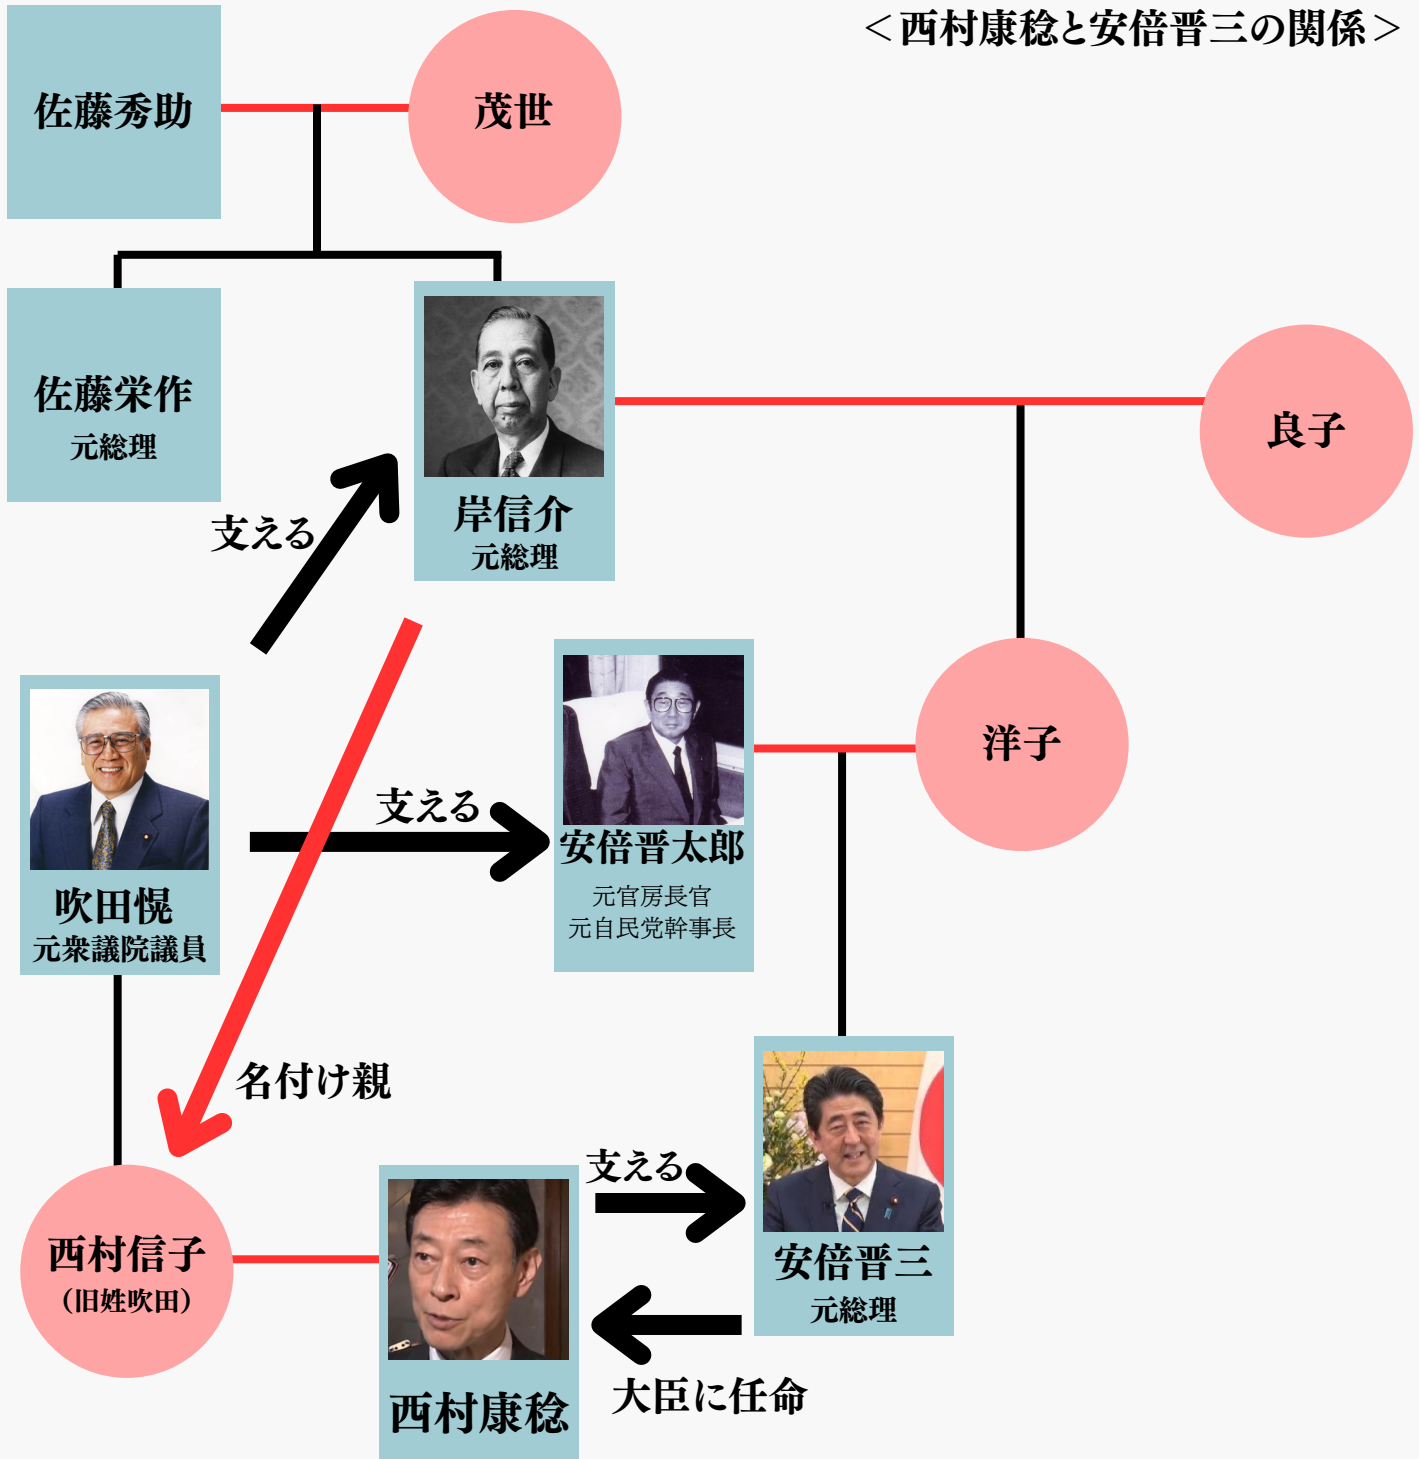 ＜西村康稔と安倍晋三の関係＞
佐藤秀助
茂世
佐藤栄作
元総理
岸信介
元総理
良子
支える
吹田愰
元衆議院議員
支える
安倍晋太郎
元官房長官
元自民党幹事長
洋子
名付け親
西村信子
（旧姓吹田）
西村康稔
支える
大臣に任命
安倍晋三
元総理